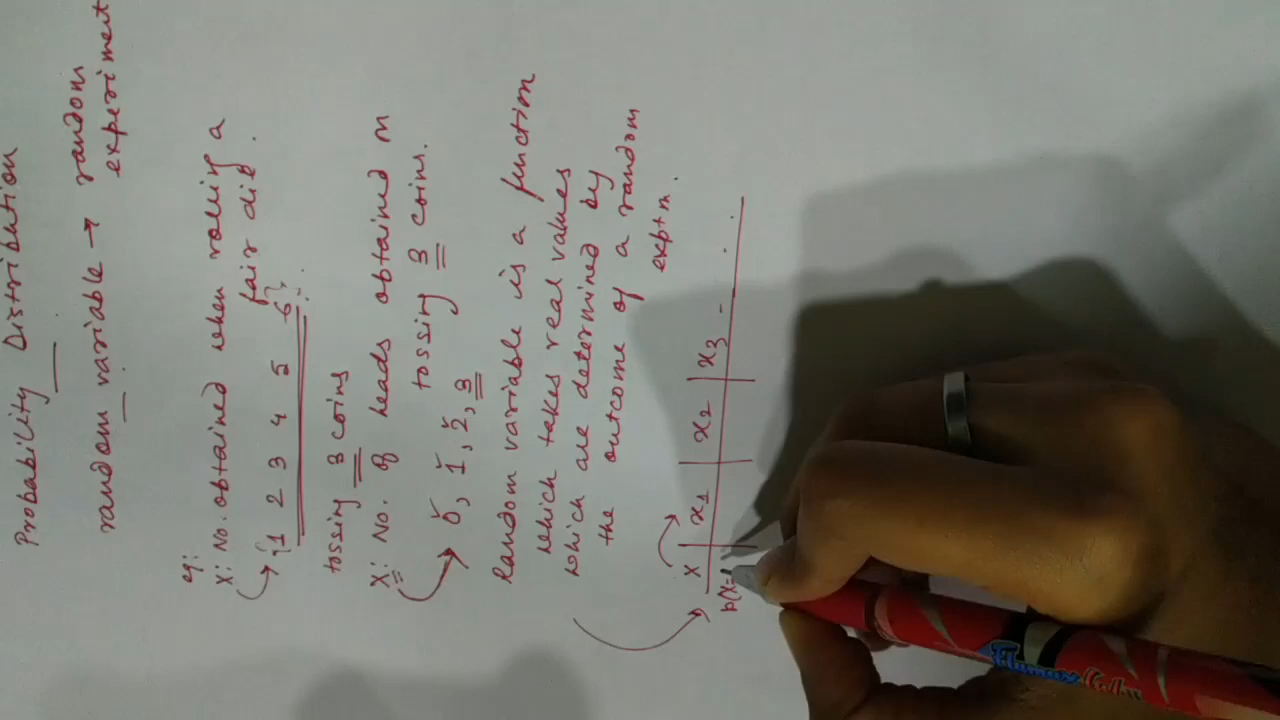 Probability Distribution
random variable → random
experiment
eg:
X: No. obtained when rolling a
fair die.
{1 2 3 4 5 6}
tossing 3 coins
X: No. of heads obtained in
tossing 3 coins.
→ 0, 1, 2, 3
Random variable is a function
which takes real values
which are determined by
the outcome of a random
exptm.
X x1 x2 x3 - . .
p(X=